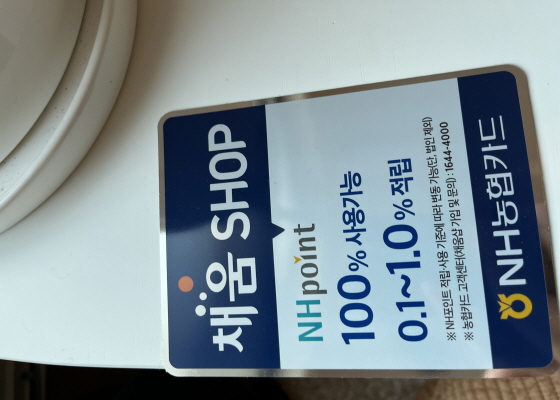 채움 SHOP
NHpoint
100% 사용가능
0.1~1.0% 적립
※ NH포인트 적립·사용 기준에 따라 변동 가능(단, 법인 제외)
※ 농협카드 고객센터(채움샵 가입 및 문의) : 1644-4000
NH농협카드